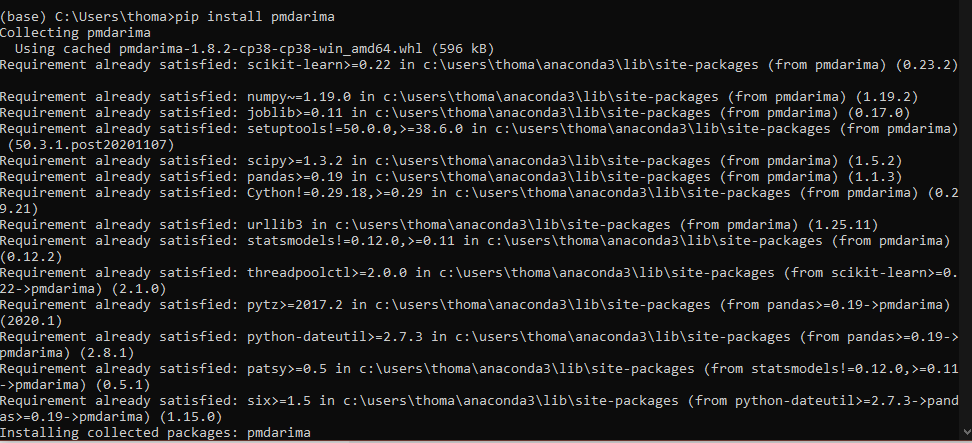 (base) C:\Users\thoma>pip install pmdarima
Collecting pmdarima
  Using cached pmdarima-1.8.2-cp38-cp38-win_amd64.whl (596 kB)
Requirement already satisfied: scikit-learn>=0.22 in c:\users\thoma\anaconda3\lib\site-packages (from pmdarima) (0.23.2)
Requirement already satisfied: numpy~=1.19.0 in c:\users\thoma\anaconda3\lib\site-packages (from pmdarima) (1.19.2)
Requirement already satisfied: joblib>=0.11 in c:\users\thoma\anaconda3\lib\site-packages (from pmdarima) (0.17.0)
Requirement already satisfied: setuptools!=50.0.0,>=38.6.0 in c:\users\thoma\anaconda3\lib\site-packages (from pmdarima)
 (50.3.1.post20201107)
Requirement already satisfied: scipy>=1.3.2 in c:\users\thoma\anaconda3\lib\site-packages (from pmdarima) (1.5.2)
Requirement already satisfied: pandas>=0.19 in c:\users\thoma\anaconda3\lib\site-packages (from pmdarima) (1.1.3)
Requirement already satisfied: Cython!=0.29.18,>=0.29 in c:\users\thoma\anaconda3\lib\site-packages (from pmdarima) (0.2
9.21)
Requirement already satisfied: urllib3 in c:\users\thoma\anaconda3\lib\site-packages (from pmdarima) (1.25.11)
Requirement already satisfied: statsmodels!=0.12.0,>=0.11 in c:\users\thoma\anaconda3\lib\site-packages (from pmdarima)
(0.12.2)
Requirement already satisfied: threadpoolctl>=2.0.0 in c:\users\thoma\anaconda3\lib\site-packages (from scikit-learn>=0.
22->pmdarima) (2.1.0)
Requirement already satisfied: pytz>=2017.2 in c:\users\thoma\anaconda3\lib\site-packages (from pandas>=0.19->pmdarima)
(2020.1)
Requirement already satisfied: python-dateutil>=2.7.3 in c:\users\thoma\anaconda3\lib\site-packages (from pandas>=0.19->
pmdarima) (2.8.1)
Requirement already satisfied: patsy>=0.5 in c:\users\thoma\anaconda3\lib\site-packages (from statsmodels!=0.12.0,>=0.11
->pmdarima) (0.5.1)
Requirement already satisfied: six>=1.5 in c:\users\thoma\anaconda3\lib\site-packages (from python-dateutil>=2.7.3->pand
as>=0.19->pmdarima) (1.15.0)
Installing collected packages: pmdarima